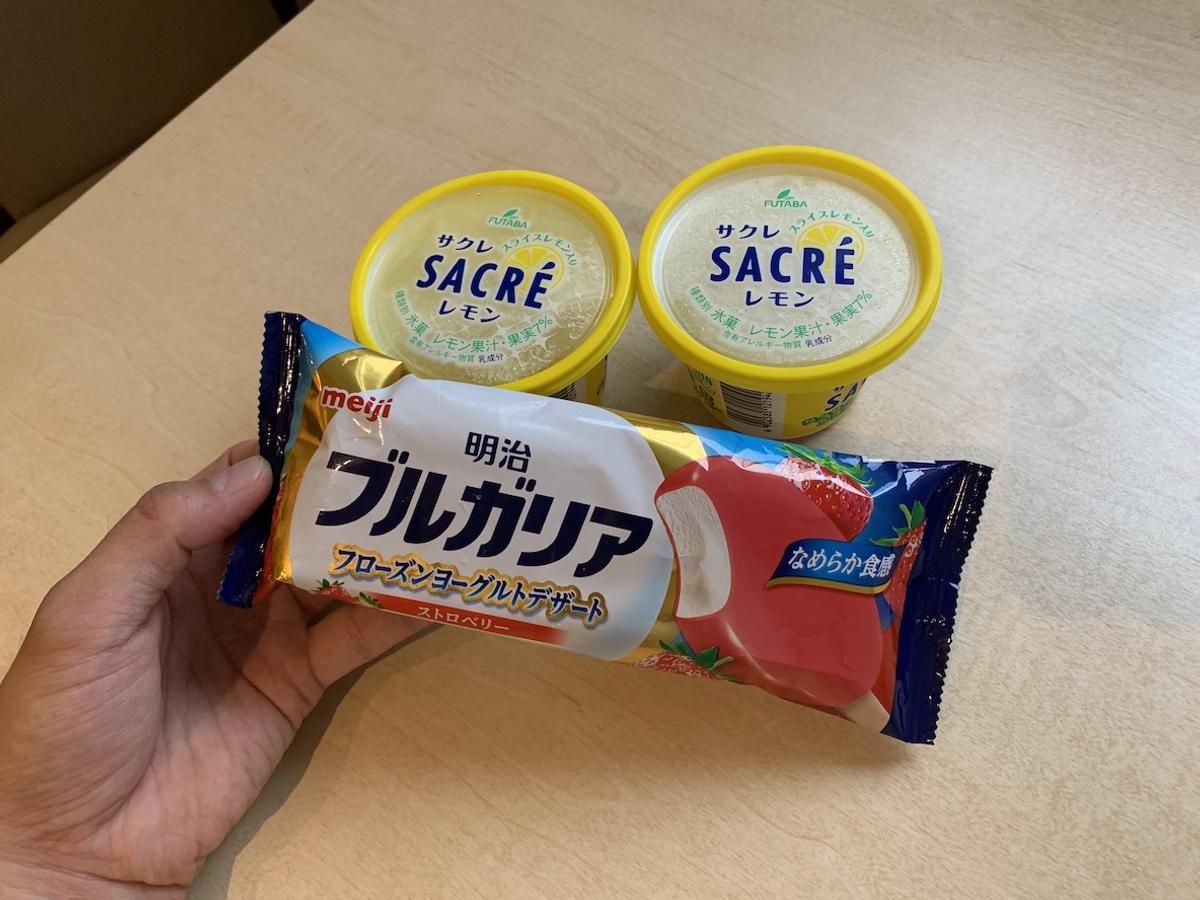 FUTABA
サクレ
スライスレモン入り
SACRÉ
レモン
種類別 氷菓 レモン果汁・果実7%
含有アレルギー物質 乳成分
FUTABA
サクレ
スライスレモン入り
SACRÉ
レモン
種類別 氷菓 レモン果汁・果実7%
含有アレルギー物質 乳成分
SA
meiji
明治
ブルガリア
フローズンヨーグルトデザート
ストロベリー
なめらか食感